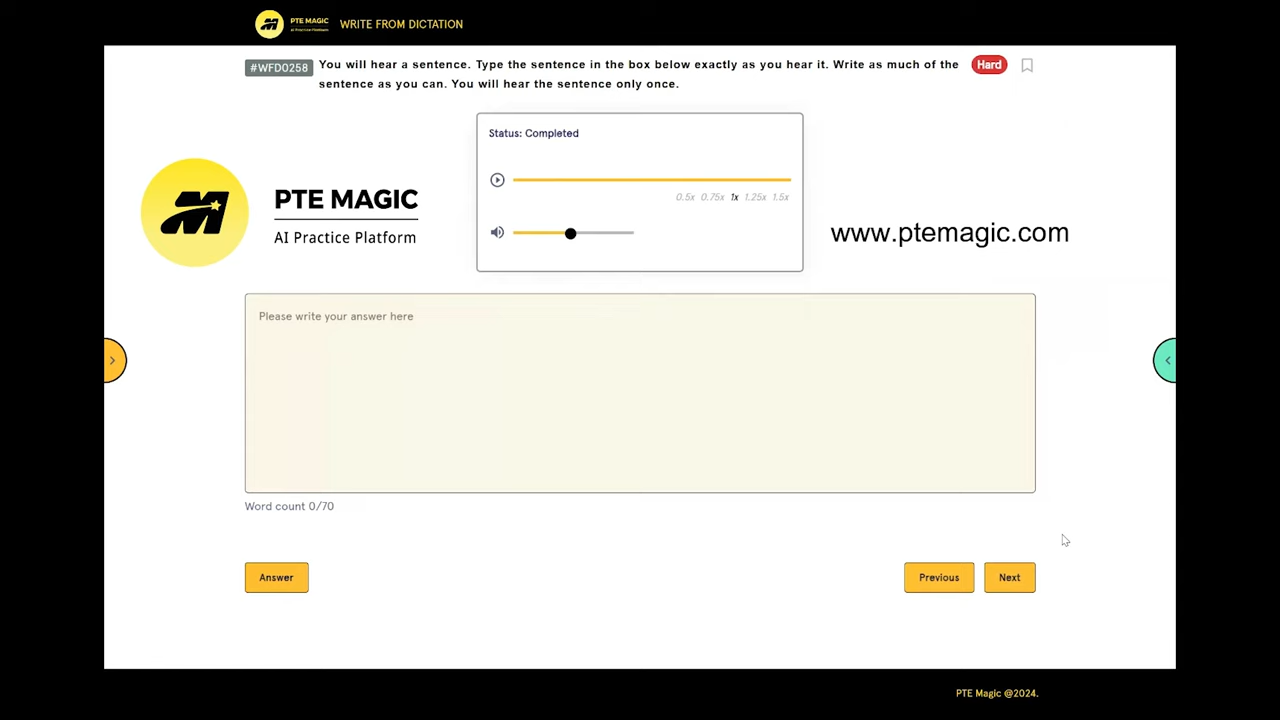 PTE MAGIC
AI Practice Platform
WRITE FROM DICTATION
#WFD0258
You will hear a sentence. Type the sentence in the box below exactly as you hear it. Write as much of the
sentence as you can. You will hear the sentence only once.
Hard
Status: Completed
0.5x 0.75x 1x 1.25x 1.5x
PTE MAGIC
AI Practice Platform
www.ptemagic.com
Please write your answer here
Word count 0/70
Answer
Previous
Next
PTE Magic @2024.